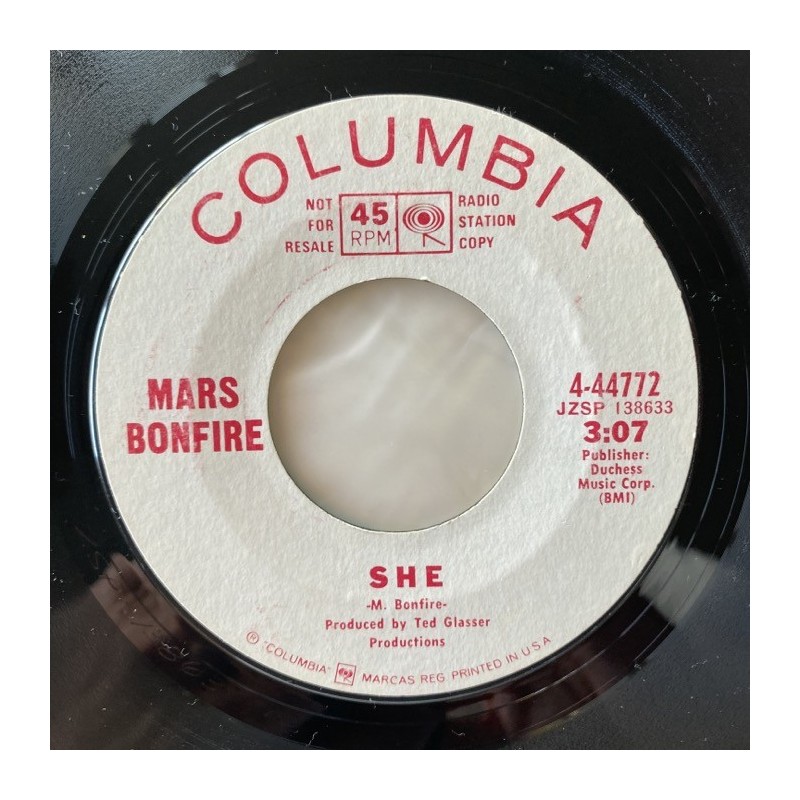 COLUMBIA
NOT
FOR
RESALE
45
RPM
RADIO
STATION
COPY
MARS
BONFIRE
4-44772
JZSP 138633
3:07
Publisher:
Duchess
Music Corp.
(BMI)
SHE
-M. Bonfire-
Produced by Ted Glasser
Productions
® "COLUMBIA" MARCAS REG. PRINTED IN U S A